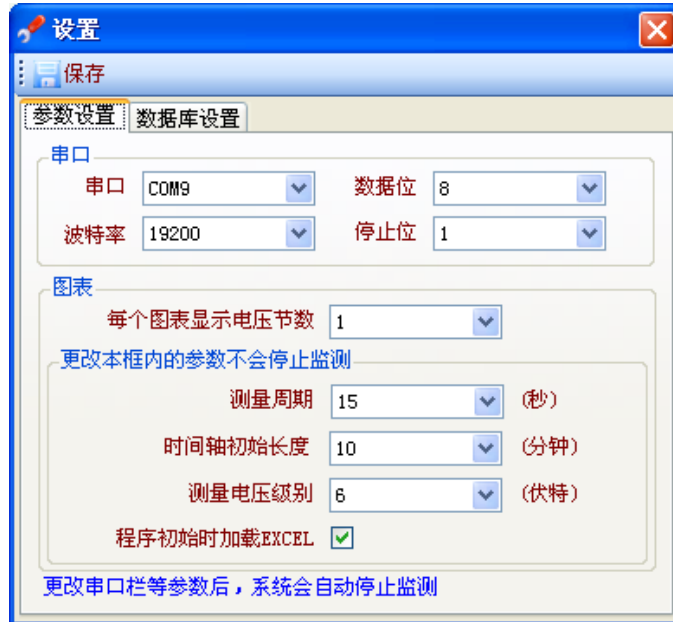 设置
保存
参数设置 数据库设置
串口
串口 COM9 数据位 8
波特率 19200 停止位 1
图表
每个图表显示电压节数 1
更改本框内的参数不会停止监测
测量周期 15 (秒)
时间轴初始长度 10 (分钟)
测量电压级别 6 (伏特)
程序初始时加载EXCEL
更改串口栏等参数后，系统会自动停止监测